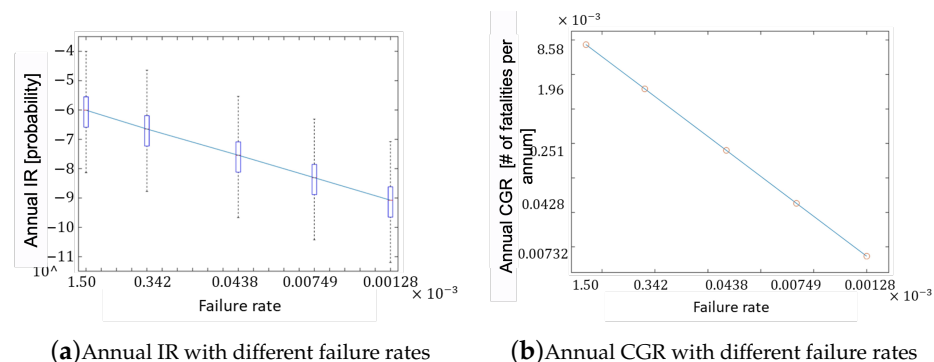 Annual IR [probability]
−4
−5
−6
−7
−8
−9
−10
−11
10^
1.50 0.342 0.0438 0.00749 0.00128
× 10⁻³
Failure rate
(a)Annual IR with different failure rates
Annual CGR [# of fatalities per
annum]
× 10⁻³
8.58
1.96
0.251
0.0428
0.00732
1.50 0.342 0.0438 0.00749 0.00128
× 10⁻³
Failure rate
(b)Annual CGR with different failure rates